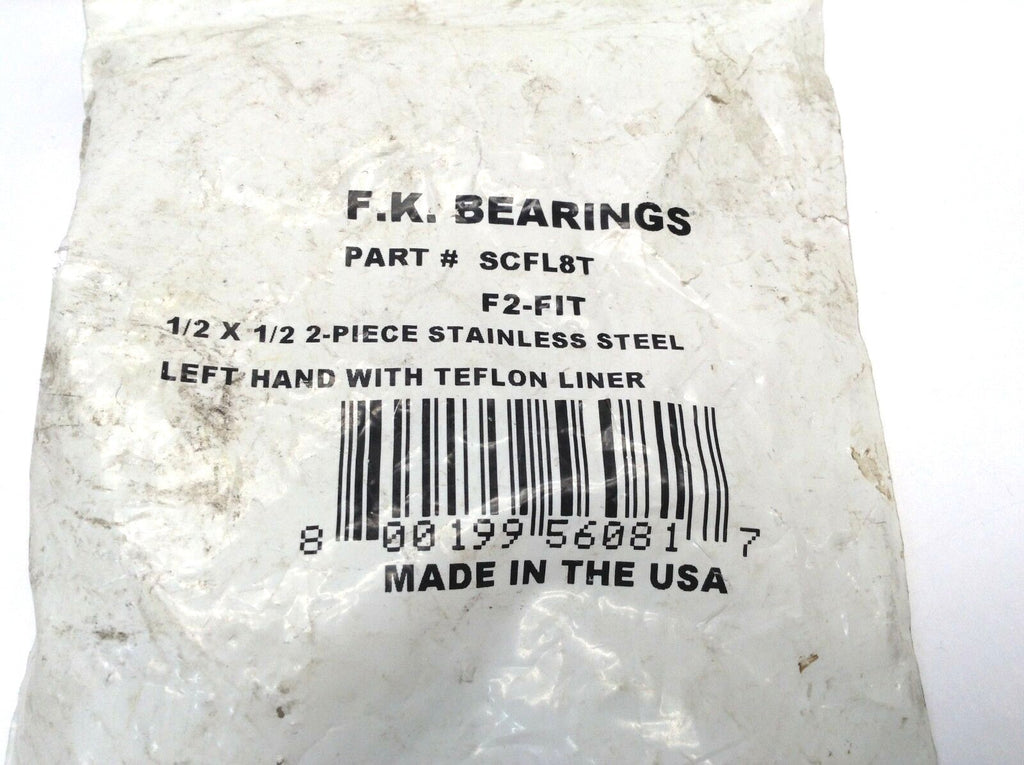 F.K. BEARINGS
PART # SCFL8T
F2-FIT
1/2 X 1/2 2-PIECE STAINLESS STEEL
LEFT HAND WITH TEFLON LINER
8 00199 56081 7
MADE IN THE USA